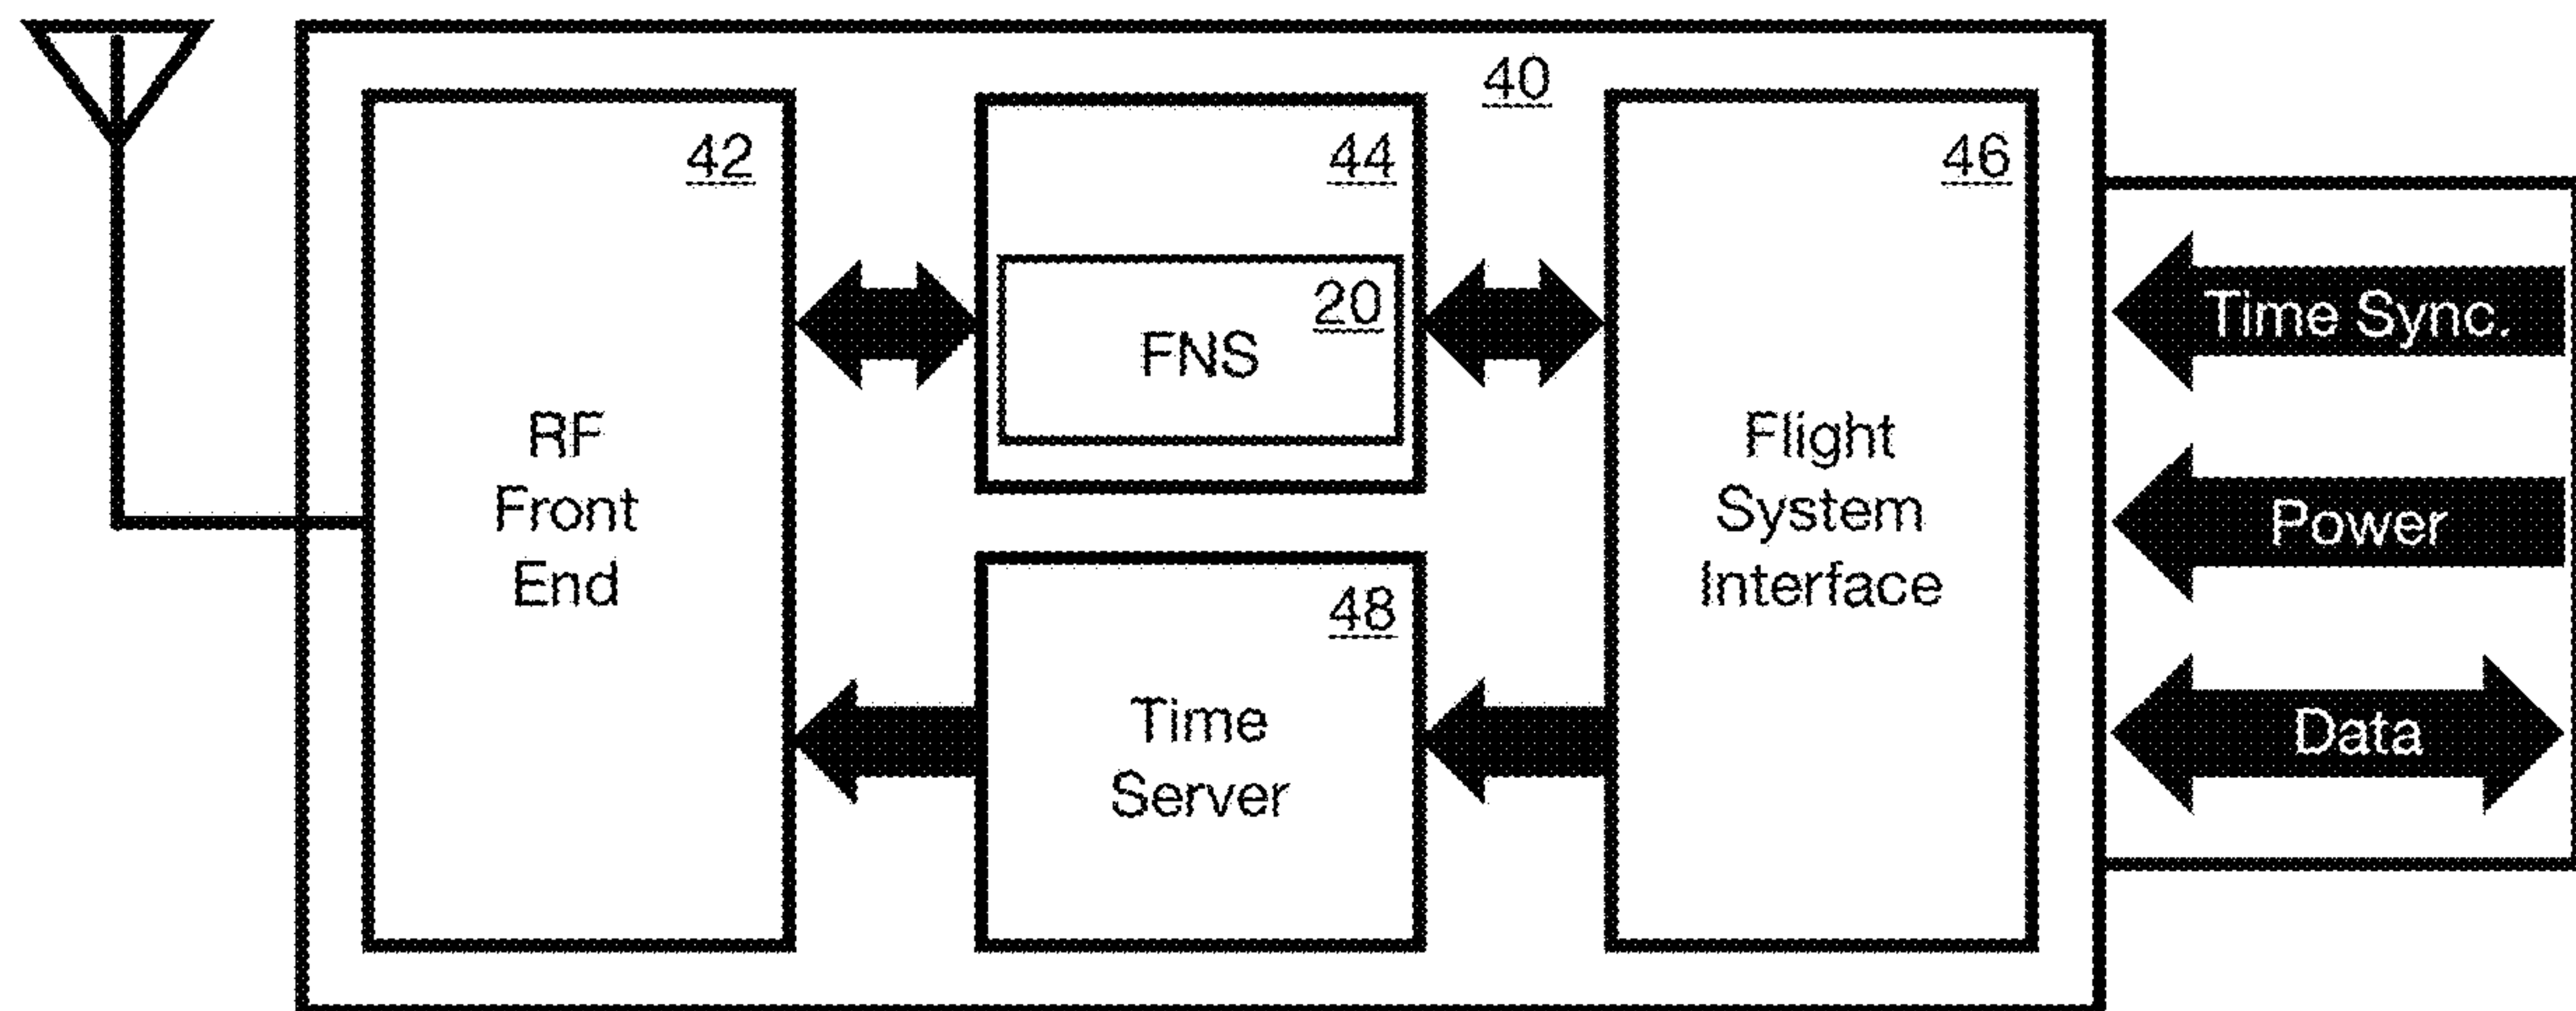 40
42
RF
Front
End
44
20
FNS
48
Time
Server
46
Flight
System
Interface
Time Sync.
Power
Data